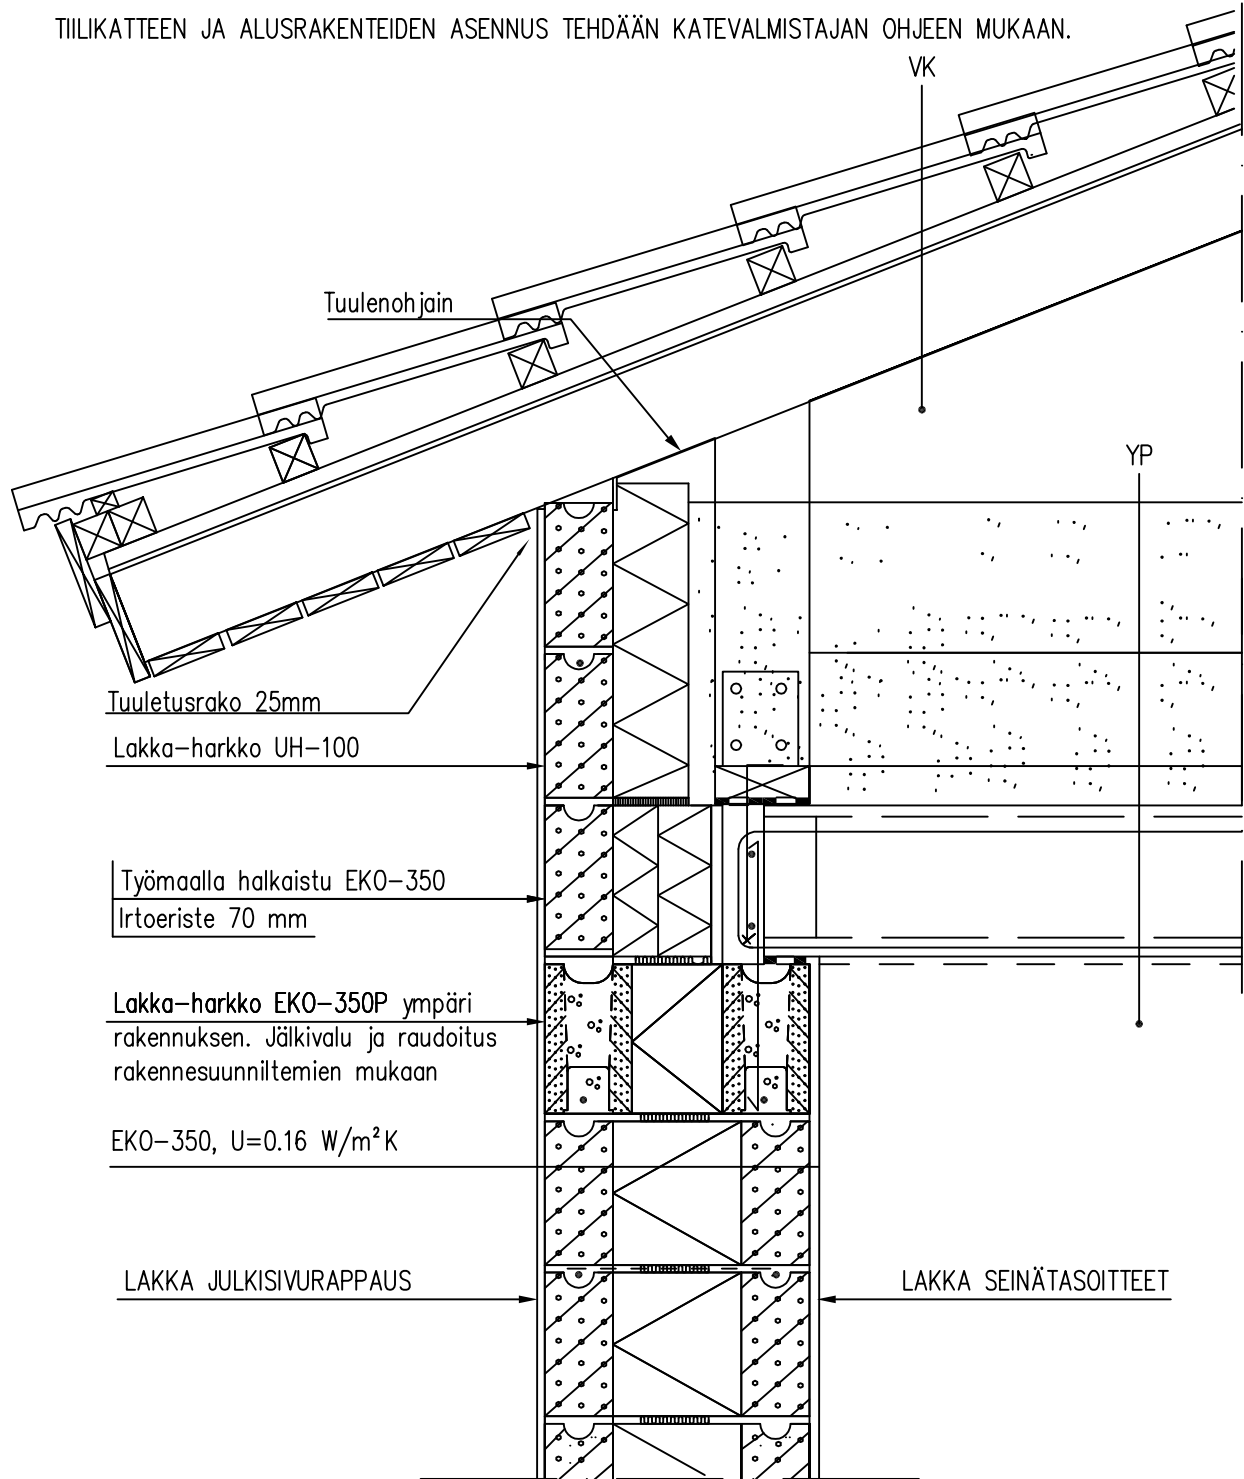 TIILIKATTEEN JA ALUSRAKENTEIDEN ASENNUS TEHDÄÄN KATEVALMISTAJAN OHJEEN MUKAAN.
VK
Tuulenohjain
YP
Tuuletusrako 25mm
Lakka-harkko UH-100
Työmaalla halkaistu EKO-350
Irtoeriste 70 mm
Lakka-harkko EKO-350P ympäri
rakennuksen. Jälkivalu ja raudoitus
rakennesuunniltemien mukaan
EKO-350, U=0.16 W/m²K
LAKKA JULKISIVURAPPAUS
LAKKA SEINÄTASOITTEET